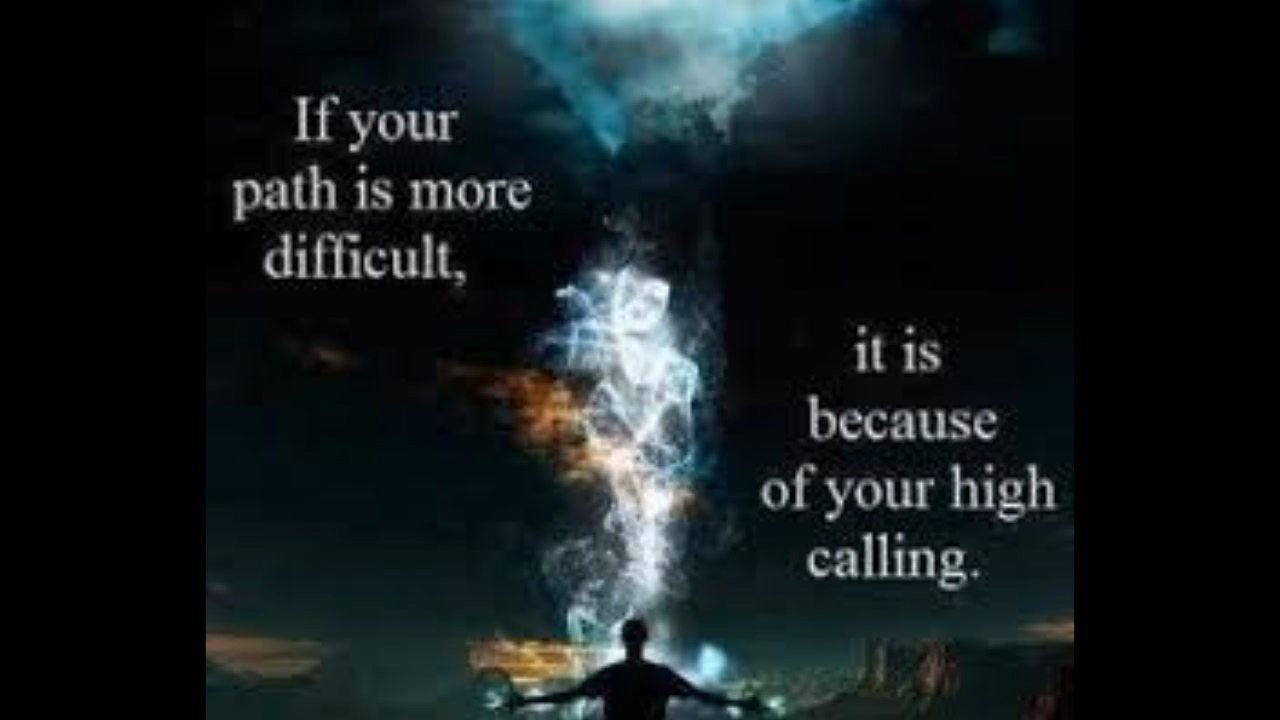 If your
path is more
difficult,
it is
because
of your high
calling.